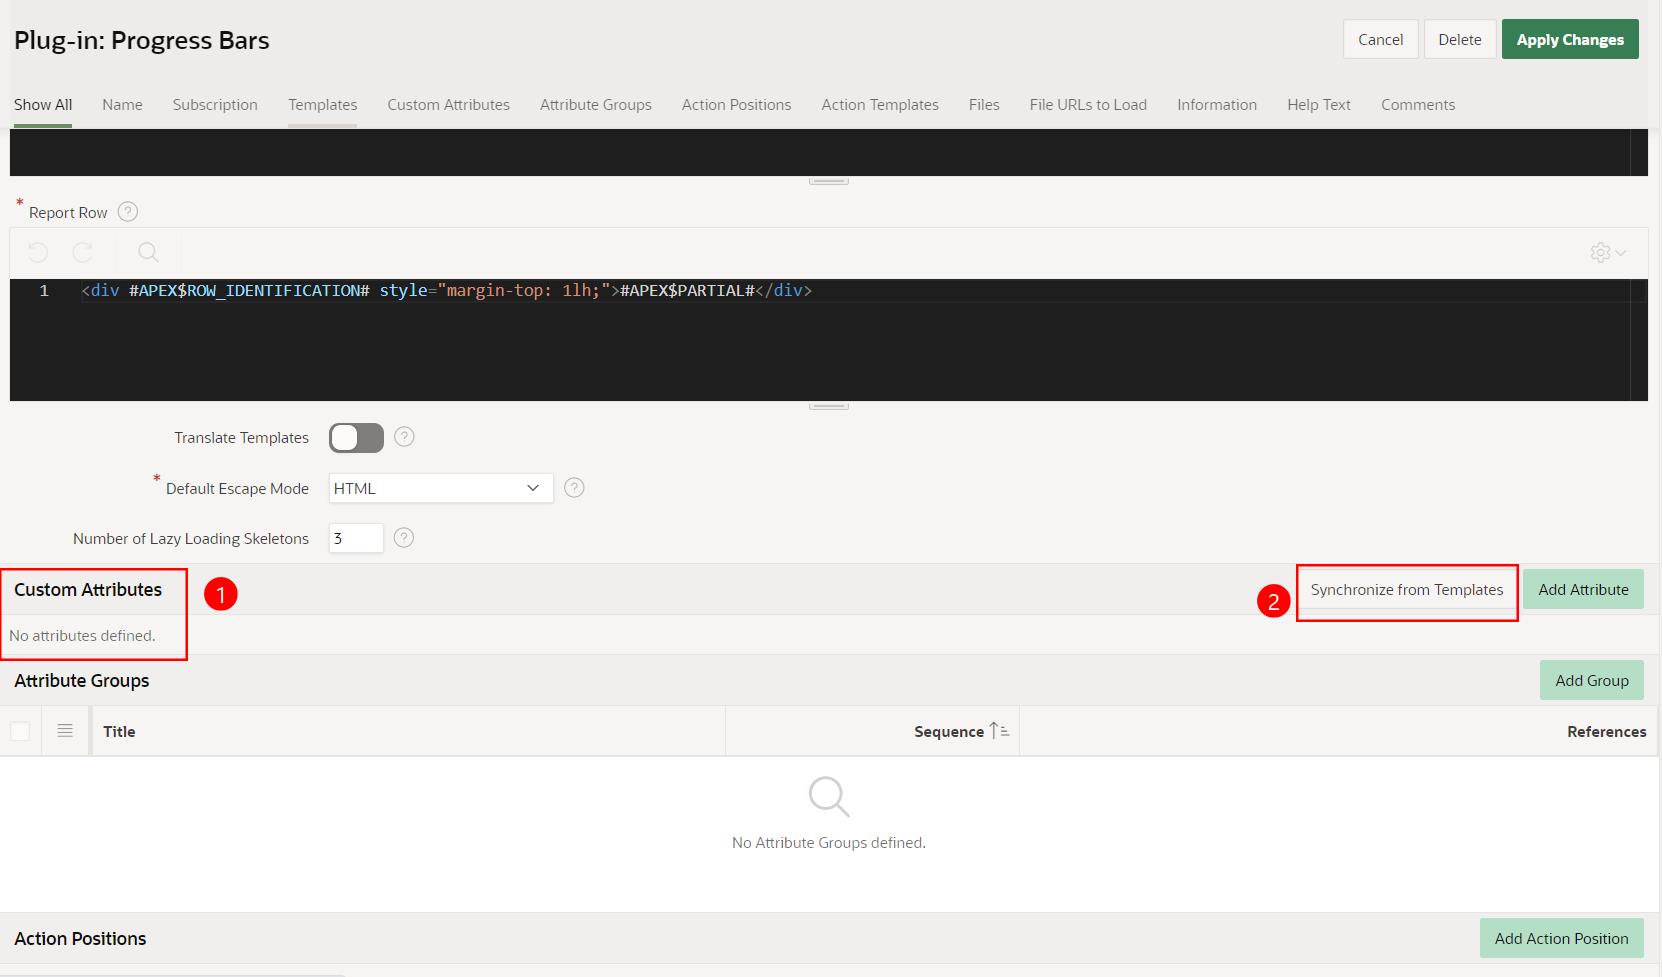 Plug-in: Progress Bars
Cancel
Delete
Apply Changes
Show All
Name
Subscription
Templates
Custom Attributes
Attribute Groups
Action Positions
Action Templates
Files
File URLs to Load
Information
Help Text
Comments
* Report Row ?
1 <div #APEX$ROW_IDENTIFICATION# style="margin-top: 1lh;">#APEX$PARTIAL#</div>
Translate Templates ?
* Default Escape Mode HTML ?
Number of Lazy Loading Skeletons 3 ?
Custom Attributes 1
2 Synchronize from Templates
Add Attribute
No attributes defined.
Attribute Groups
Add Group
Title
Sequence
References
No Attribute Groups defined.
Action Positions
Add Action Position